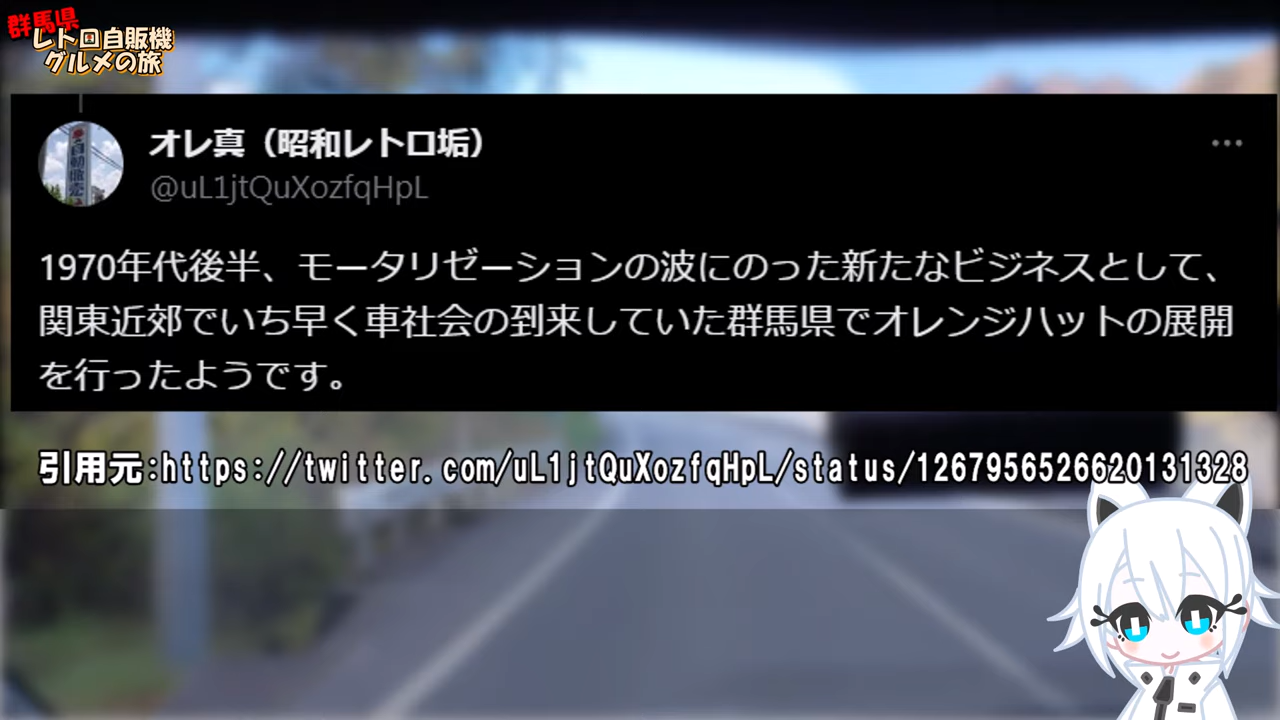 群馬県
レトロ自販機
グルメの旅
オレ真（昭和レトロ垢）
@uL1jtQuXozfqHpL
1970年代後半、モータリゼーションの波にのった新たなビジネスとして、
関東近郊でいち早く車社会の到来していた群馬県でオレンジハットの展開
を行ったようです。
引用元:https://twitter.com/uL1jtQuXozfqHpL/status/1267956526620131328